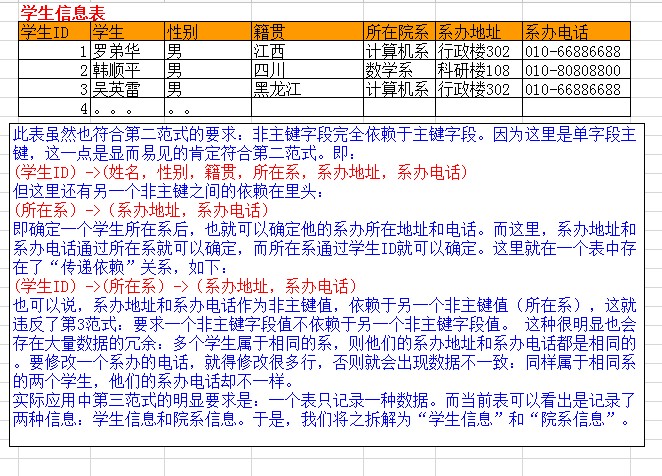 学生信息表
学生ID 学生 性别 籍贯 所在院系 系办地址 系办电话
1 罗弟华 男 江西 计算机系 行政楼302 010-66886688
2 韩顺平 男 四川 数学系 科研楼108 010-80808800
3 吴英雷 男 黑龙江 计算机系 行政楼302 010-66886688
4 。。。 。。
此表虽然也符合第二范式的要求：非主键字段完全依赖于主键字段。因为这里是单字段主
键，这一点是显而易见的肯定符合第二范式。即：
(学生ID）->(姓名，性别，籍贯，所在系，系办地址，系办电话)
但这里还有另一个非主键之间的依赖在里头：
(所在系）->（系办地址，系办电话）
即确定一个学生所在系后，也就可以确定他的系办所在地和电话。而这里，系办地址和
系办电话通过所在系就可以确定，而所在系通过学生ID就可以确定。这里就在一个表中存
在了“传递依赖”关系，如下：
(学生ID）->(所在系）->（系办地址，系办电话）
也可以说，系办地址和系办电话作为非主键值，依赖于另一个非主键值（所在系），这就
违反了第3范式：要求一个非主键字段值不依赖于另一个非主键字段值。 这种很明显也会
存在大量数据的冗余：多个学生属于相同的系，则他们的系办地址和系办电话都是相同的
。要修改一个系办的电话，就得修改很多行，否则就会出现数据不一致：同样属于相同系
的两个学生，他们的系办电话却不一样。
实际应用中第三范式的明显要求是：一个表只记录一种数据。而当前表可以看出是记录了
两种信息：学生信息和院系信息。于是，我们将之拆解为“学生信息”和“院系信息”。